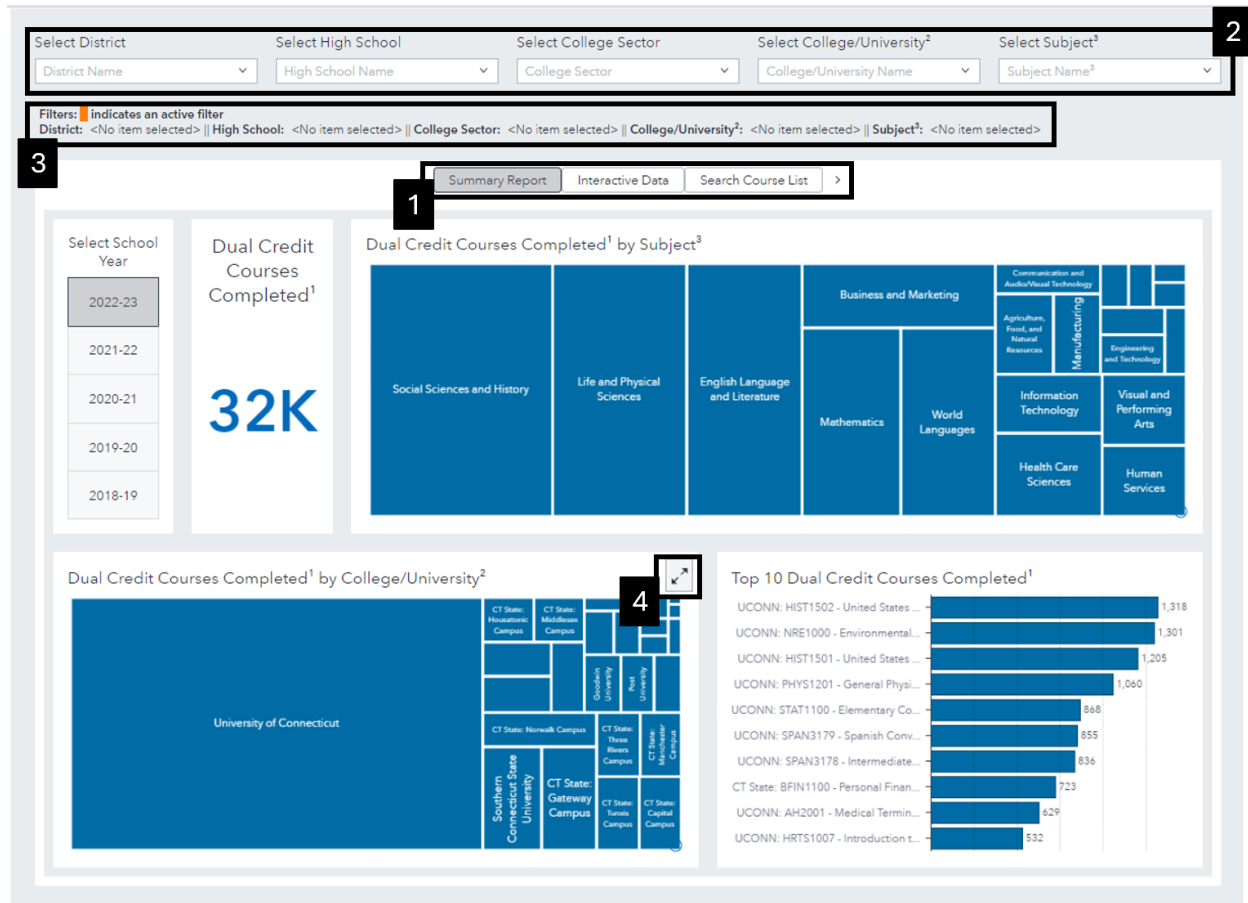 2
Select District
Select High School
Select College Sector
Select College/University²
Select Subject³
District Name
High School Name
College Sector
College/University Name
Subject Name³
Filters: indicates an active filter
District: <No item selected> || High School: <No item selected> || College Sector: <No item selected> || College/University²: <No item selected> || Subject³: <No item selected>
3
1
Summary Report
Interactive Data
Search Course List
Select School
Year
2022-23
2021-22
2020-21
2019-20
2018-19
Dual Credit
Courses
Completed¹
32K
Dual Credit Courses Completed¹ by Subject³
Social Sciences and History
Life and Physical
Sciences
English Language
and Literature
Business and Marketing
Mathematics
World
Languages
Communication and
Audio/Visual Technology
Agriculture,
Food, and
Natural
Resources
Manufacturing
Engineering
and Technology
Information
Technology
Visual and
Performing
Arts
Health Care
Sciences
Human
Services
Dual Credit Courses Completed¹ by College/University²
4
University of Connecticut
CT State:
Housatonic
Campus
CT State:
Middlesex
Campus
Goodwin
University
Post
University
CT State: Norwalk Campus
CT State:
Three
Rivers
Campus
CT State:
Manchester
Campus
Southern
Connecticut State
University
CT State:
Gateway
Campus
CT State:
Tunxis
Campus
CT State:
Capital
Campus
Top 10 Dual Credit Courses Completed¹
UCONN: HIST1502 - United States ... 1,318
UCONN: NRE1000 - Environmental... 1,301
UCONN: HIST1501 - United States ... 1,205
UCONN: PHYS1201 - General Physi... 1,060
UCONN: STAT1100 - Elementary Co... 868
UCONN: SPAN3179 - Spanish Conv... 855
UCONN: SPAN3178 - Intermediate... 836
CT State: BFIN1100 - Personal Finan... 723
UCONN: AH2001 - Medical Termin... 629
UCONN: HRTS1007 - Introduction t... 532